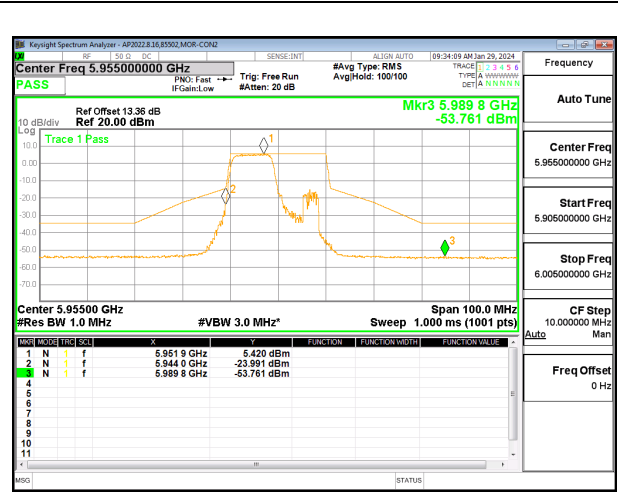 Keysight Spectrum Analyzer - AP2022.8.16,85502,MOR-CON2
RF 50 Ω DC SENSE:INT ALIGN AUTO 09:34:09 AM Jan 29, 2024
Center Freq 5.955000000 GHz
PASS
PNO: Fast
IFGain:Low
Trig: Free Run
#Atten: 20 dB
#Avg Type: RMS
Avg|Hold: 100/100
TRACE 1 2 3 4 5 6
TYPE A WWWWW
DET A N N N N N
Frequency
Auto Tune
Center Freq
5.955000000 GHz
Start Freq
5.905000000 GHz
Stop Freq
6.005000000 GHz
CF Step
10.000000 MHz
Auto Man
Freq Offset
0 Hz
Ref Offset 13.36 dB
10 dB/div Ref 20.00 dBm
Mkr3 5.989 8 GHz
-53.761 dBm
Log
Trace 1 Pass
10.0
0.00
-10.0
-20.0
-30.0
-40.0
-50.0
-60.0
-70.0
1
2
3
Center 5.95500 GHz Span 100.0 MHz
#Res BW 1.0 MHz #VBW 3.0 MHz* Sweep 1.000 ms (1001 pts)
MKR MODE TRC SCL X Y FUNCTION FUNCTION WIDTH FUNCTION VALUE
1 N 1 f 5.951 9 GHz 5.420 dBm
2 N 1 f 5.944 0 GHz -23.991 dBm
3 N 1 f 5.989 8 GHz -53.761 dBm
4
5
6
7
8
9
10
11
MSG STATUS